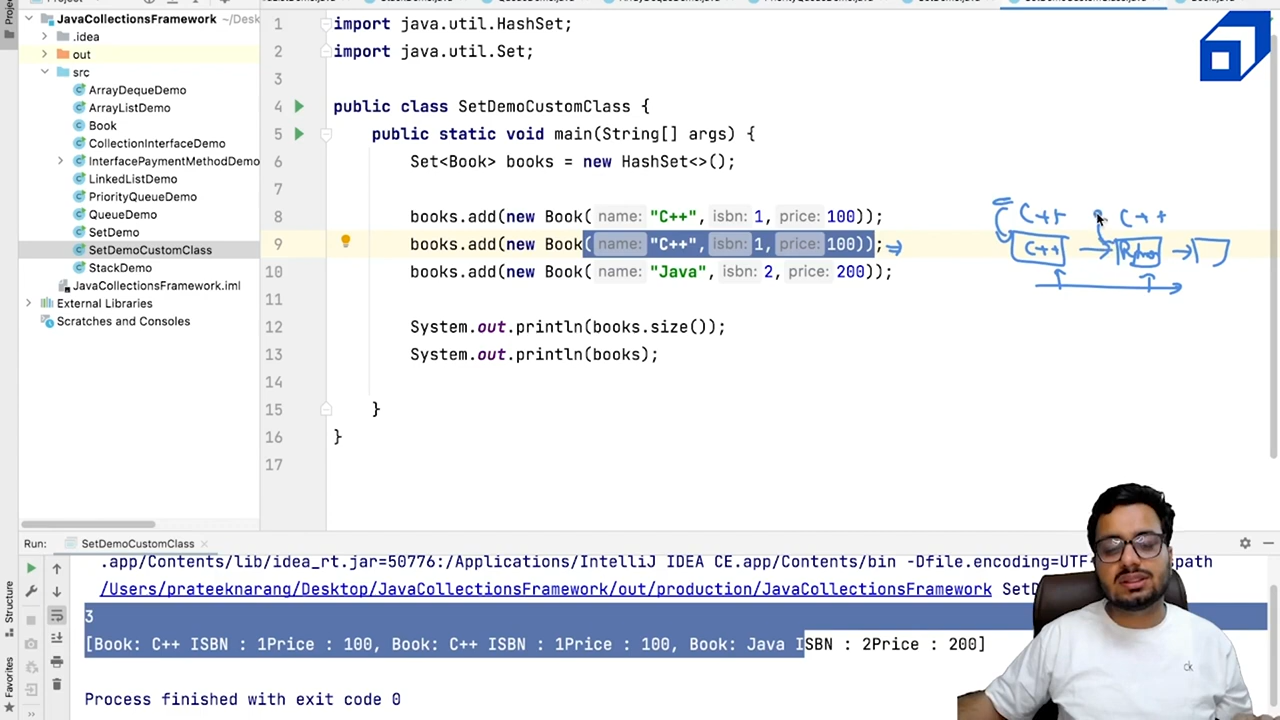 JavaCollectionsFramework ~/Desk
.idea
out
src
ArrayDequeDemo
ArrayListDemo
Book
CollectionInterfaceDemo
InterfacePaymentMethodDemo
LinkedListDemo
PriorityQueueDemo
QueueDemo
SetDemo
SetDemoCustomClass
StackDemo
JavaCollectionsFramework.iml
External Libraries
Scratches and Consoles
1 import java.util.HashSet;
2 import java.util.Set;
3
4 public class SetDemoCustomClass {
5 public static void main(String[] args) {
6 Set<Book> books = new HashSet<>();
7
8 books.add(new Book( name: "C++", isbn: 1, price: 100));
9 books.add(new Book( name: "C++", isbn: 1, price: 100));
10 books.add(new Book( name: "Java", isbn: 2, price: 200));
11
12 System.out.println(books.size());
13 System.out.println(books);
14
15 }
16 }
17
C++ C++
C++ Python
Run: SetDemoCustomClass
.app/Contents/lib/idea_rt.jar=50776:/Applications/IntelliJ IDEA CE.app/Contents/bin -Dfile.encoding=UTF
/Users/prateeknarang/Desktop/JavaCollectionsFramework/out/production/JavaCollectionsFramework
3
[Book: C++ ISBN : 1Price : 100, Book: C++ ISBN : 1Price : 100, Book: Java ISBN : 2Price : 200]
Process finished with exit code 0
Structure
Favorites
ck